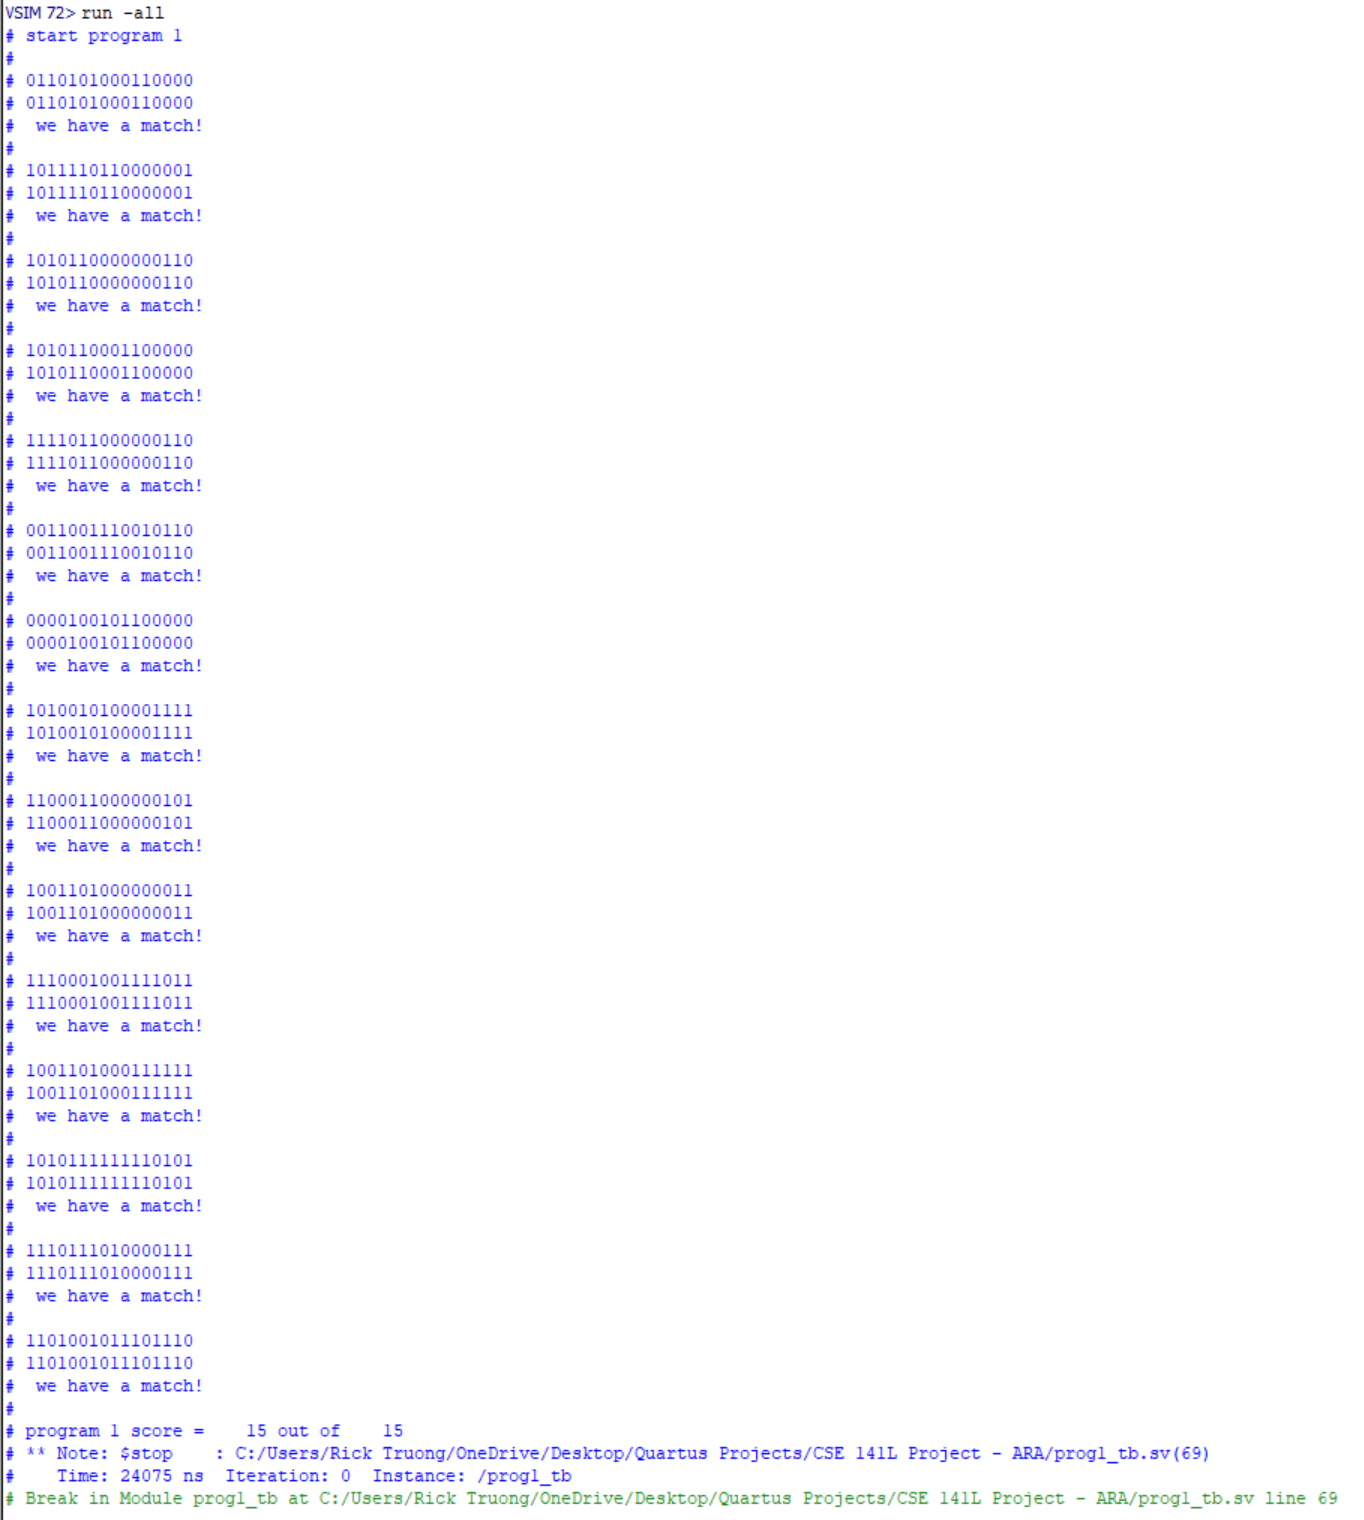 VSIM 72> run -all
# start program 1
#
# 0110101000110000
# 0110101000110000
#  we have a match!
#
# 1011110110000001
# 1011110110000001
#  we have a match!
#
# 1010110000000110
# 1010110000000110
#  we have a match!
#
# 1010110001100000
# 1010110001100000
#  we have a match!
#
# 1111011000000110
# 1111011000000110
#  we have a match!
#
# 0011001110010110
# 0011001110010110
#  we have a match!
#
# 0000100101100000
# 0000100101100000
#  we have a match!
#
# 1010010100001111
# 1010010100001111
#  we have a match!
#
# 1100011000000101
# 1100011000000101
#  we have a match!
#
# 1001101000000011
# 1001101000000011
#  we have a match!
#
# 1110001001111011
# 1110001001111011
#  we have a match!
#
# 1001101000111111
# 1001101000111111
#  we have a match!
#
# 1010111111110101
# 1010111111110101
#  we have a match!
#
# 1110111010000111
# 1110111010000111
#  we have a match!
#
# 1101001011101110
# 1101001011101110
#  we have a match!
#
# program 1 score =    15 out of    15
# ** Note: $stop    : C:/Users/Rick Truong/OneDrive/Desktop/Quartus Projects/CSE 141L Project - ARA/prog1_tb.sv(69)
#    Time: 24075 ns  Iteration: 0  Instance: /prog1_tb
# Break in Module prog1_tb at C:/Users/Rick Truong/OneDrive/Desktop/Quartus Projects/CSE 141L Project - ARA/prog1_tb.sv line 69